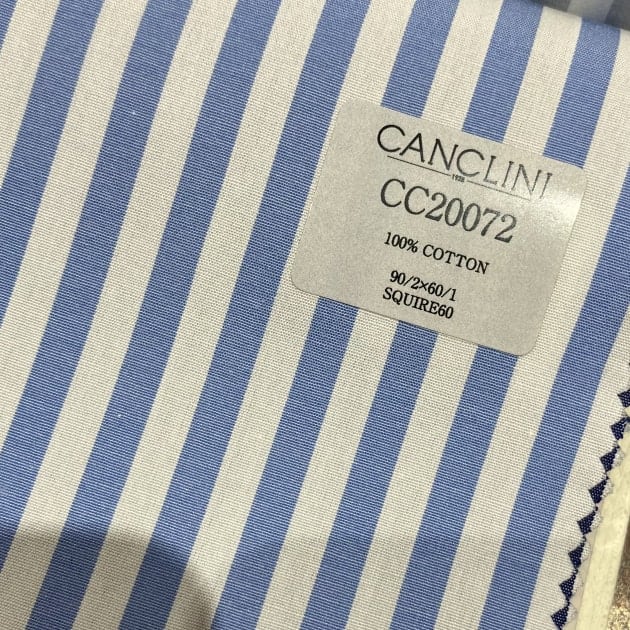 CANCLINI
1925
CC20072
100% COTTON
90/2×60/1
SQUIRE60